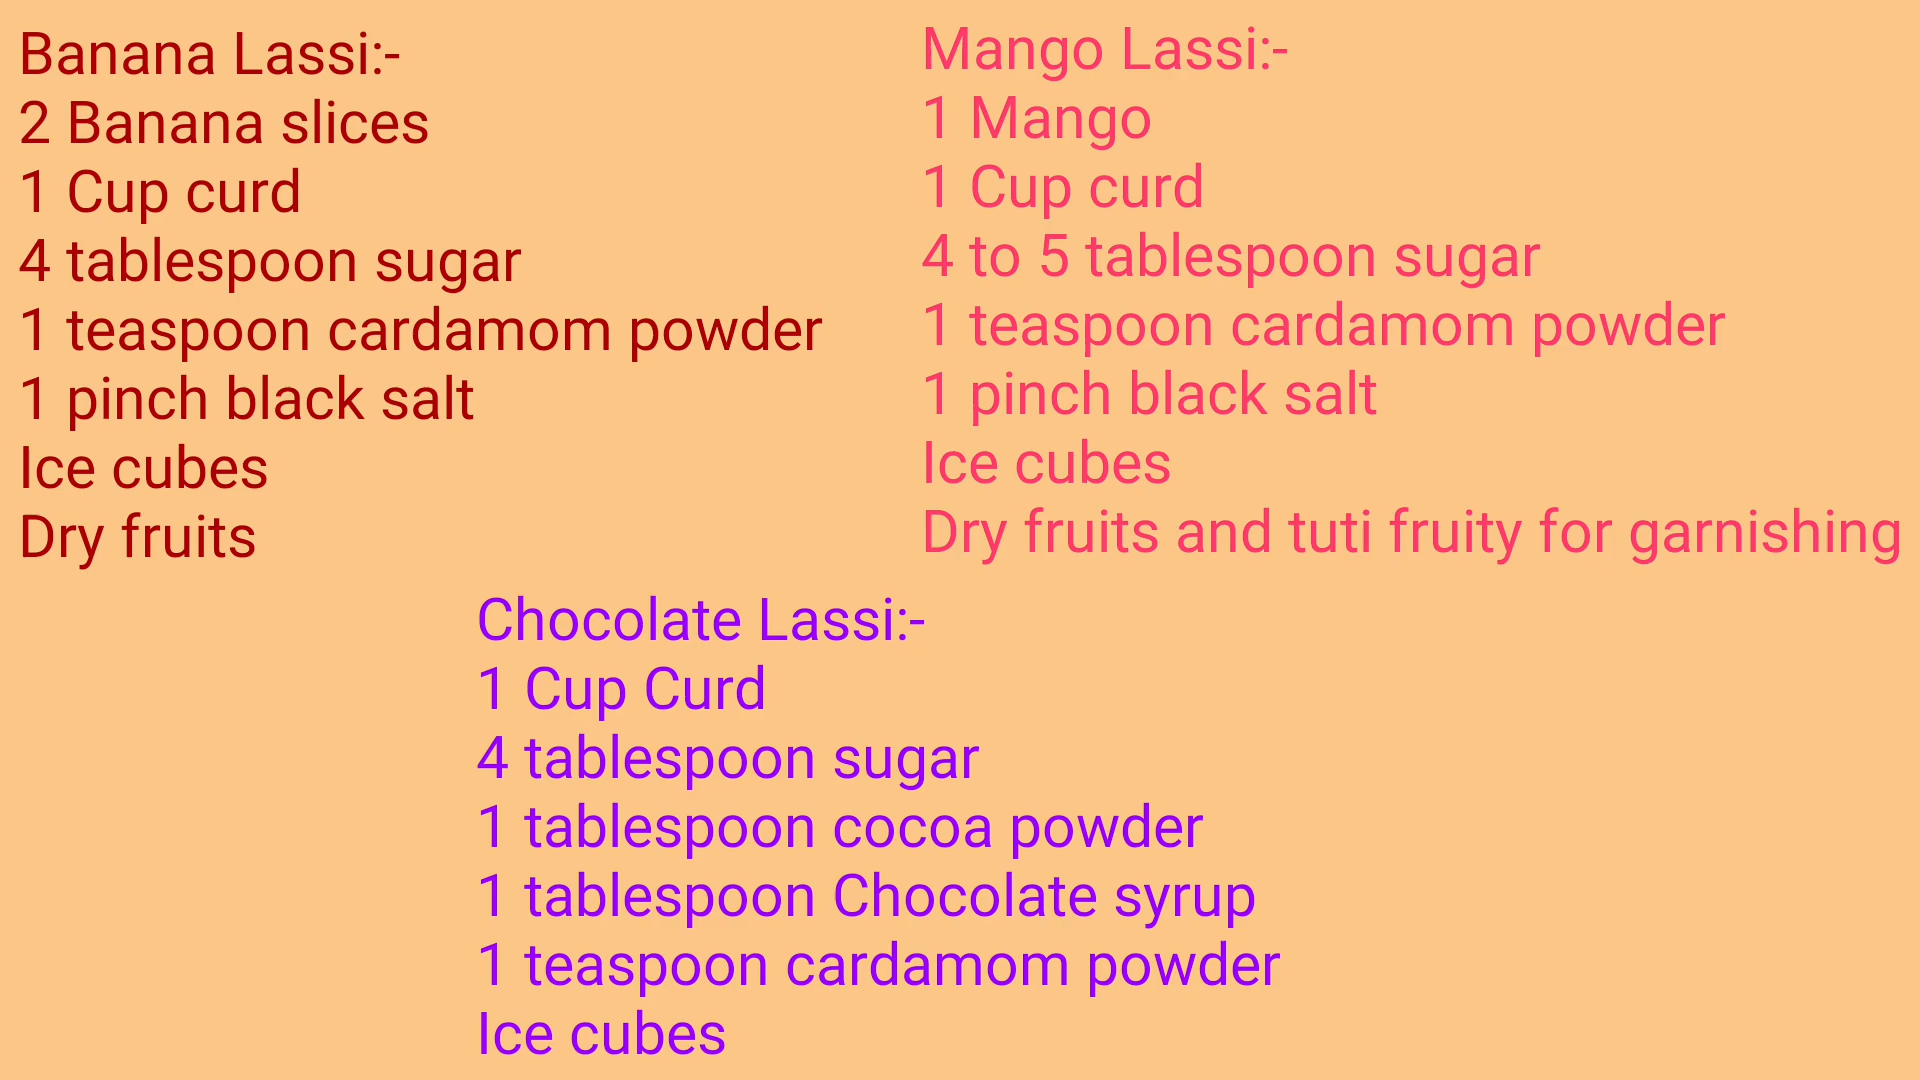 Banana Lassi:-
2 Banana slices
1 Cup curd
4 tablespoon sugar
1 teaspoon cardamom powder
1 pinch black salt
Ice cubes
Dry fruits
Mango Lassi:-
1 Mango
1 Cup curd
4 to 5 tablespoon sugar
1 teaspoon cardamom powder
1 pinch black salt
Ice cubes
Dry fruits and tuti fruity for garnishing
Chocolate Lassi:-
1 Cup Curd
4 tablespoon sugar
1 tablespoon cocoa powder
1 tablespoon Chocolate syrup
1 teaspoon cardamom powder
Ice cubes